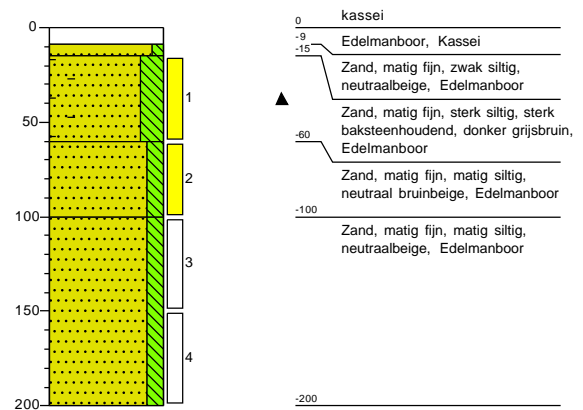 0
50
100
150
200
1
2
3
4
0
kassei
-9
Edelmanboor, Kassei
-15
Zand, matig fijn, zwak siltig,
neutraalbeige, Edelmanboor
Zand, matig fijn, sterk siltig, sterk
baksteenhoudend, donker grijsbruin,
Edelmanboor
-60
Zand, matig fijn, matig siltig,
neutraal bruinbeige, Edelmanboor
-100
Zand, matig fijn, matig siltig,
neutraalbeige, Edelmanboor
-200